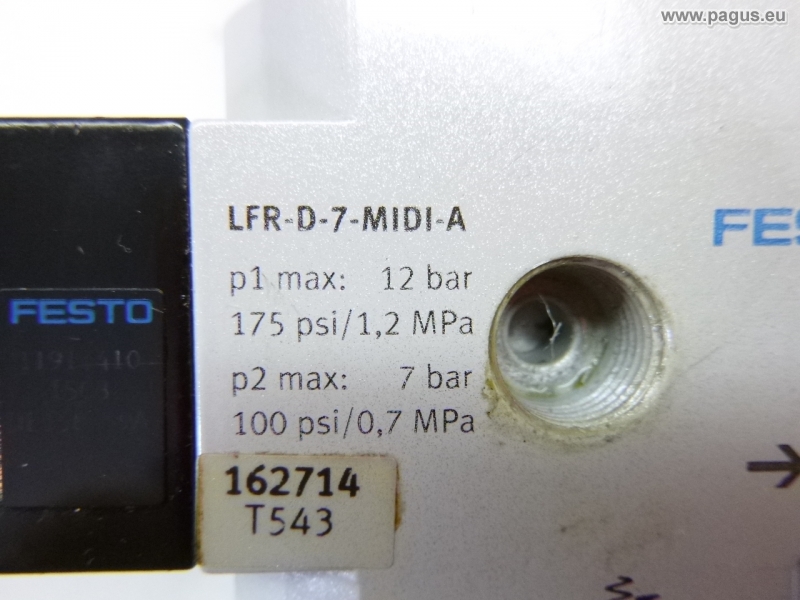 www.pagus.eu
LFR-D-7-MIDI-A
p1 max: 12 bar
175 psi/1,2 MPa
p2 max: 7 bar
100 psi/0,7 MPa
162714
T543
FESTO
FES